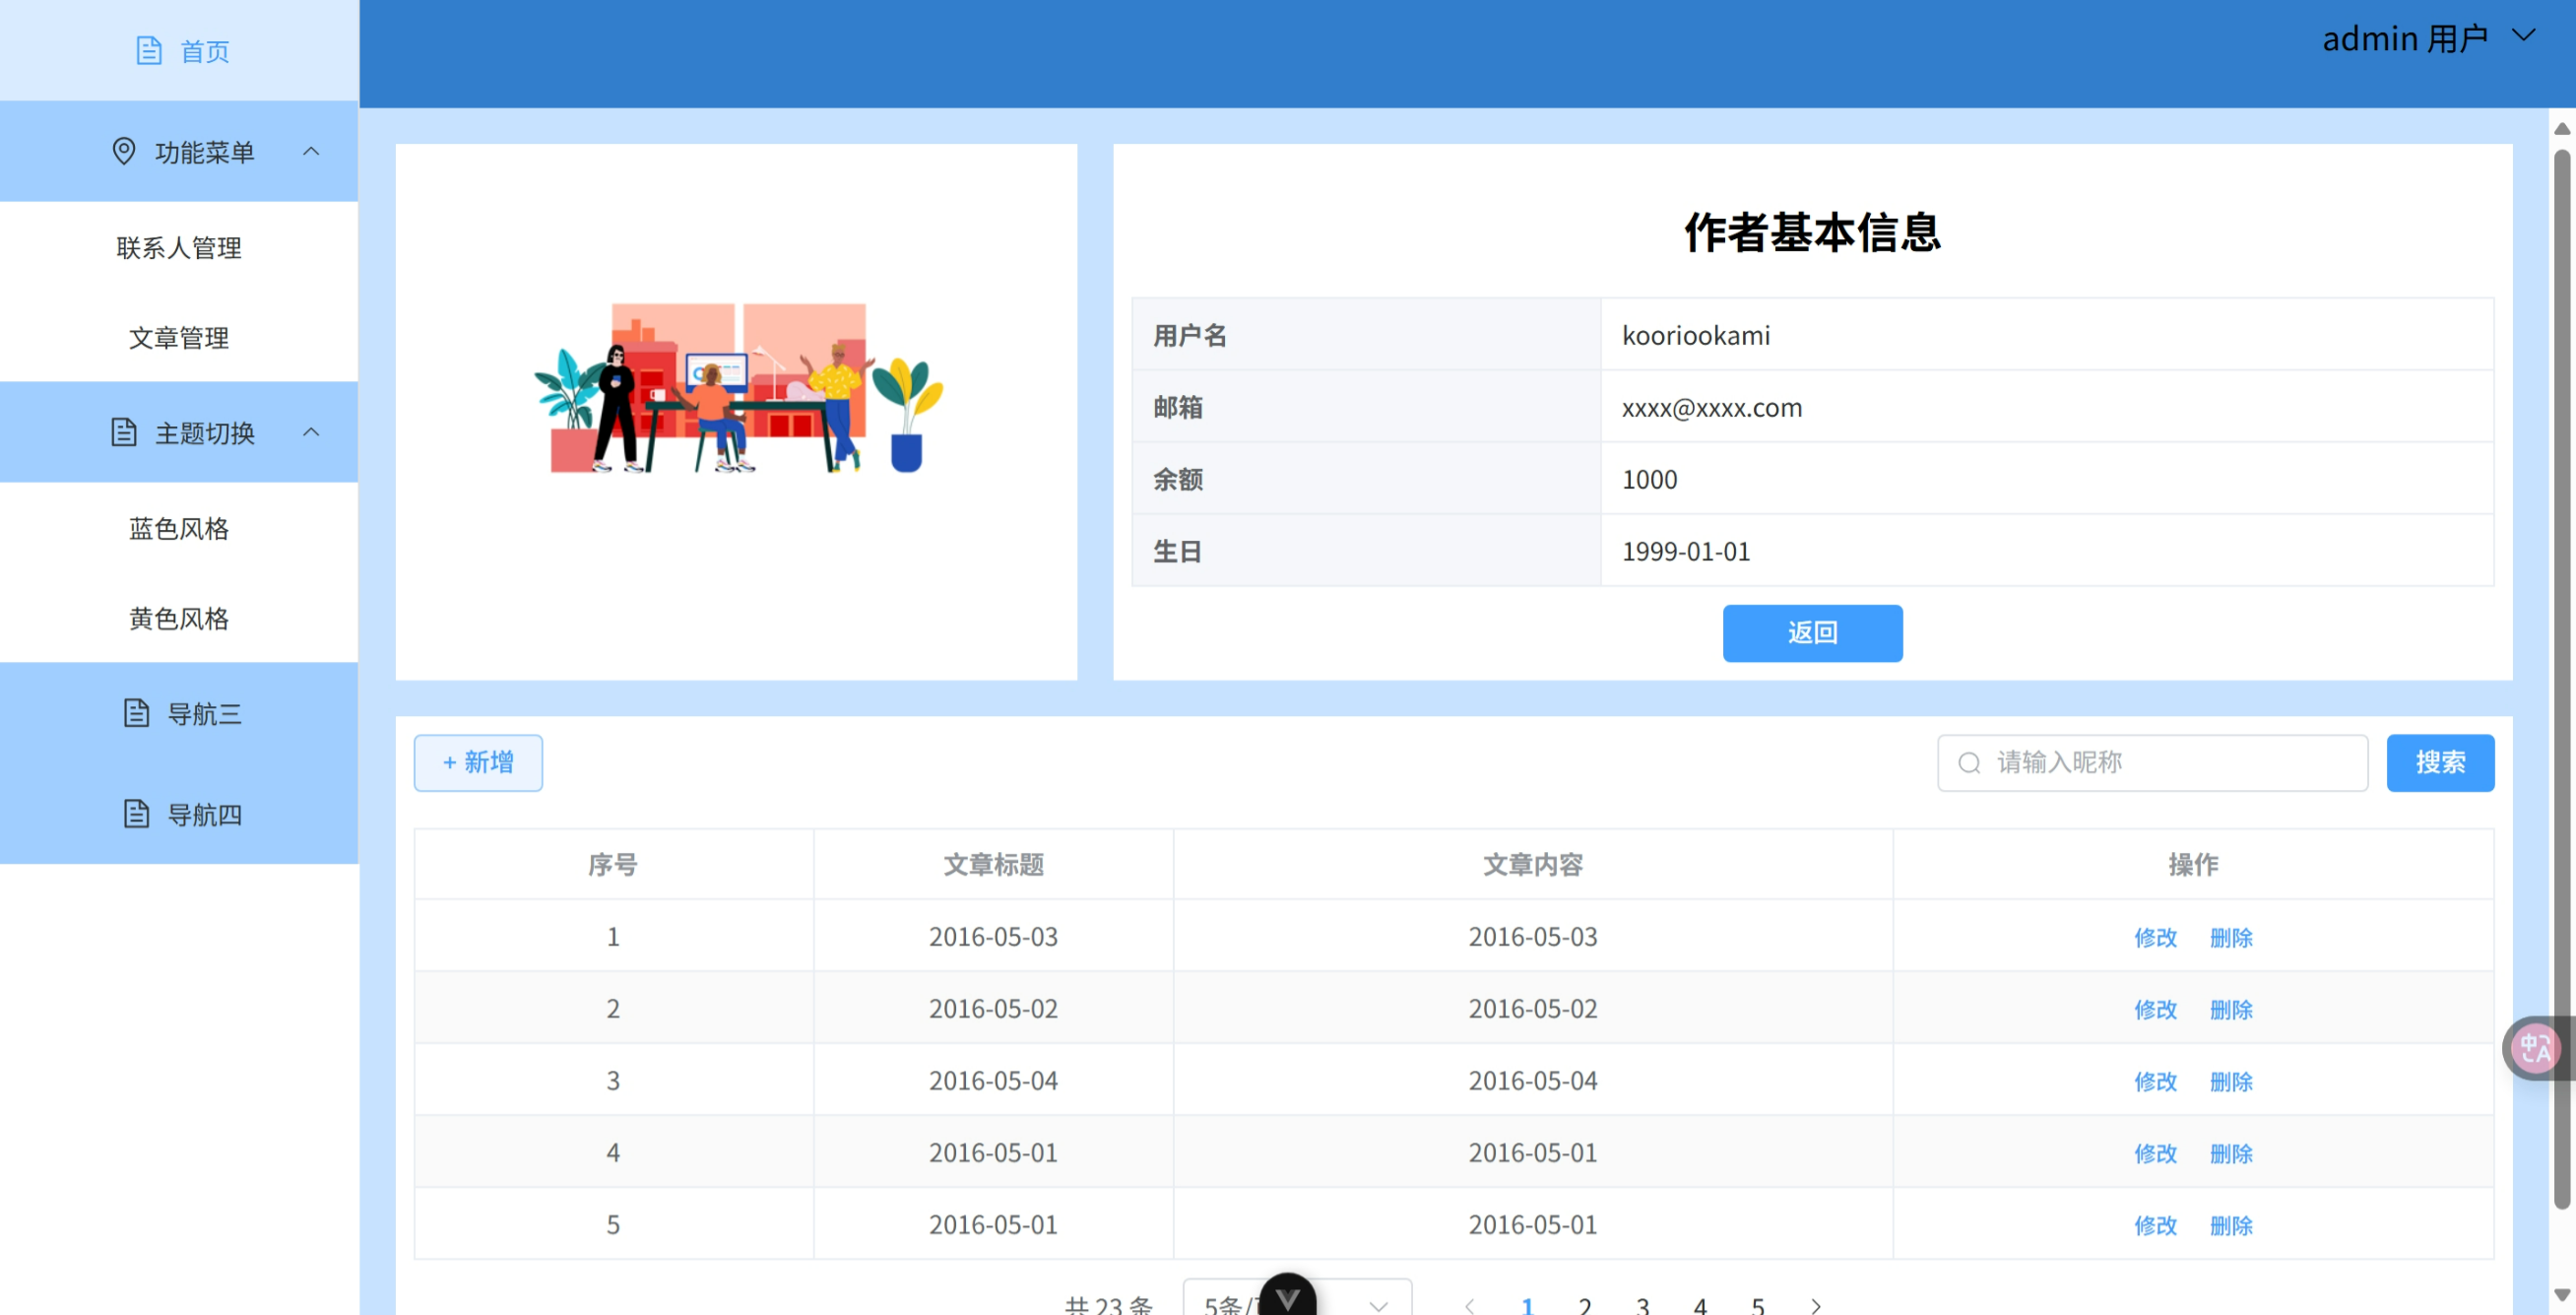 首页
功能菜单
联系人管理
文章管理
主题切换
蓝色风格
黄色风格
导航三
导航四
admin 用户
作者基本信息
用户名 kooriookami
邮箱 xxxx@xxxx.com
余额 1000
生日 1999-01-01
返回
+ 新增 请输入昵称 搜索
序号 文章标题 文章内容 操作
1 2016-05-03 2016-05-03 修改 删除
2 2016-05-02 2016-05-02 修改 删除
3 2016-05-04 2016-05-04 修改 删除
4 2016-05-01 2016-05-01 修改 删除
5 2016-05-01 2016-05-01 修改 删除
共 23 条 5条/ 1 2 3 4 5
中 A